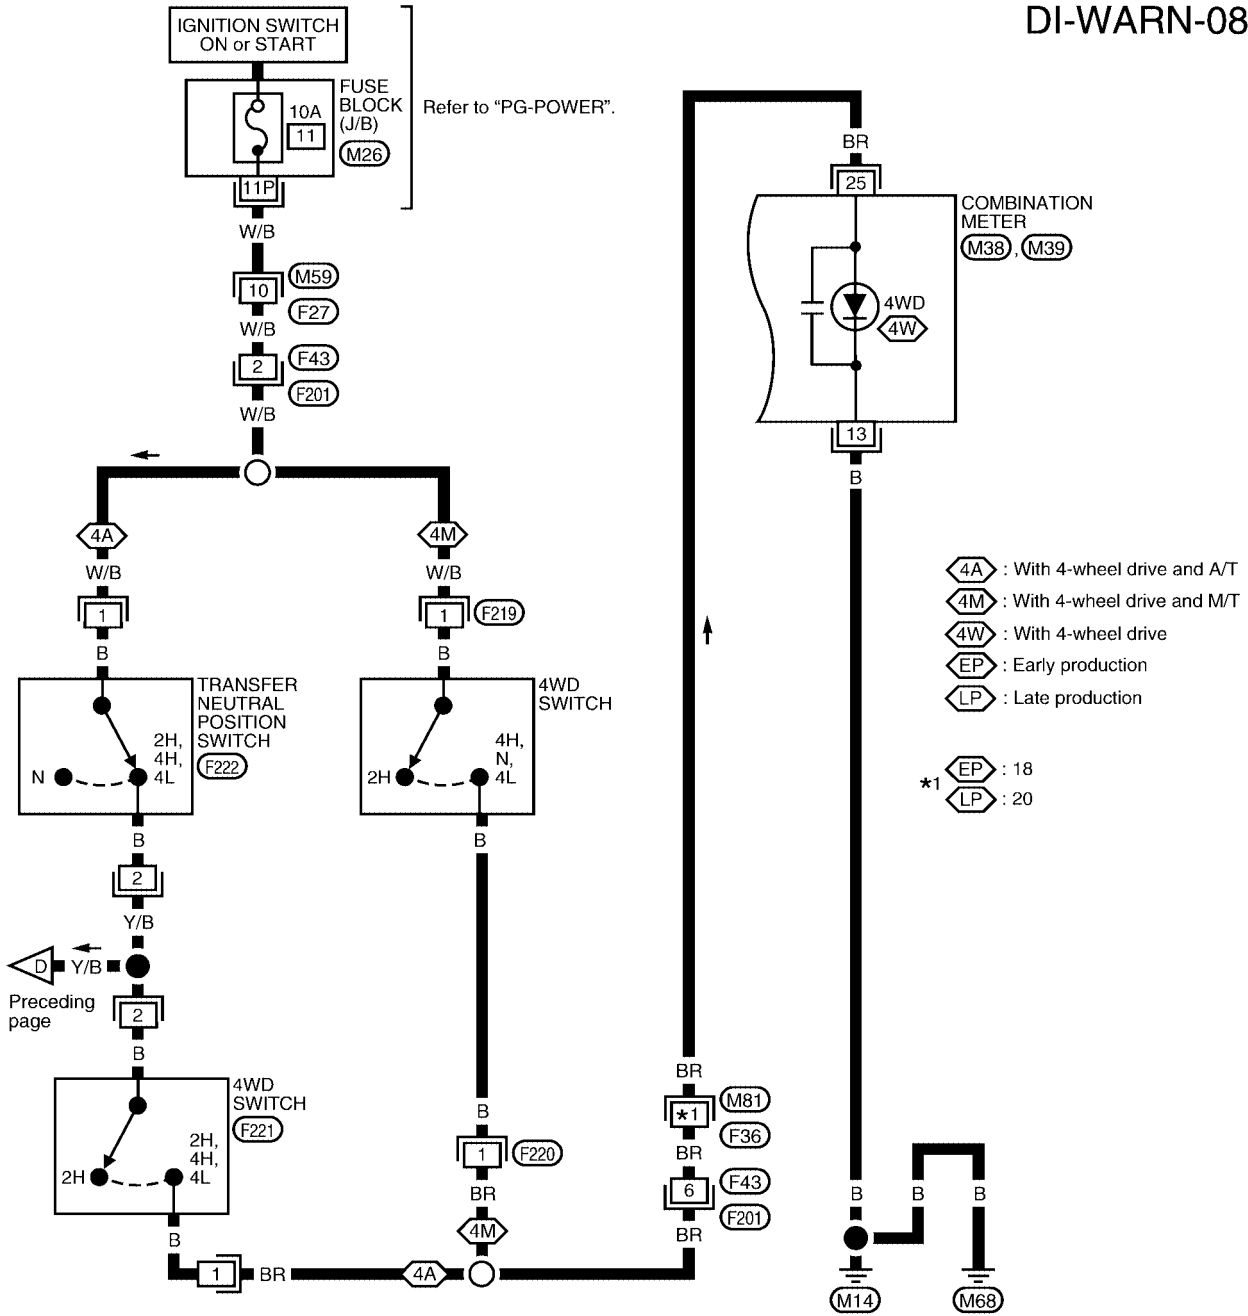 DI-WARN-08
IGNITION SWITCH
ON or START
FUSE
BLOCK
(J/B)
M26
10A
11
Refer to “PG-POWER”.
11P
W/B
10
M59
F27
W/B
2
F43
F201
W/B
4A
4M
W/B
W/B
1
1
F219
B
B
TRANSFER
NEUTRAL
POSITION
SWITCH
F222
N
2H,
4H,
4L
4WD
SWITCH
2H
4H,
N,
4L
B
B
2
Y/B
D
Y/B
Preceding
page
2
B
4WD
SWITCH
F221
2H
2H,
4H,
4L
B
1
BR
4A
B
1
F220
BR
4M
BR
25
COMBINATION
METER
M38 , M39
4WD
4W
13
B
4A : With 4-wheel drive and A/T
4M : With 4-wheel drive and M/T
4W : With 4-wheel drive
EP : Early production
LP : Late production
*1
EP : 18
LP : 20
BR
*1
M81
F36
BR
6
F43
F201
BR
B
B
B
M14
M68